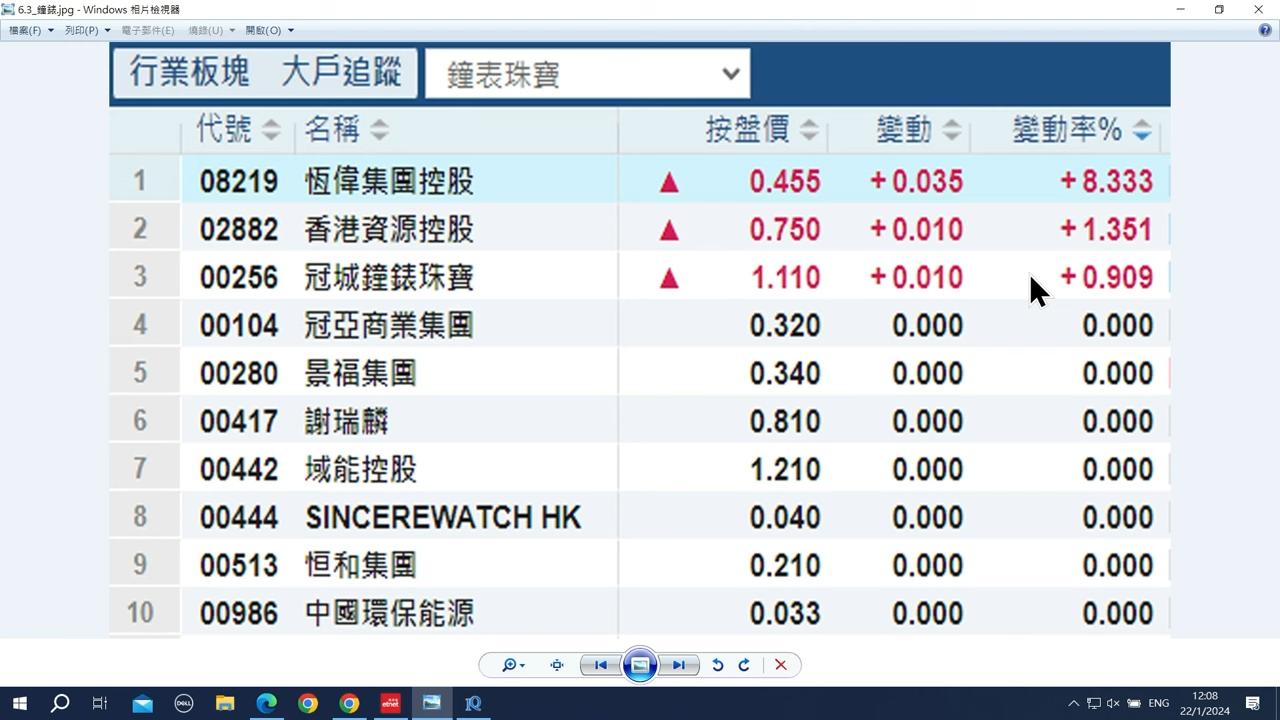 6.3_鐘錶.jpg - Windows 相片檢視器
檔案(F) 列印(P) 電子郵件(E) 燒錄(U) 開啟(O)
行業板塊 大戶追蹤 鐘表珠寶
代號 名稱 按盤價 變動 變動率%
1 08219 恆偉集團控股 ▲ 0.455 +0.035 +8.333
2 02882 香港資源控股 ▲ 0.750 +0.010 +1.351
3 00256 冠城鐘錶珠寶 ▲ 1.110 +0.010 +0.909
4 00104 冠亞商業集團 0.320 0.000 0.000
5 00280 景福集團 0.340 0.000 0.000
6 00417 謝瑞麟 0.810 0.000 0.000
7 00442 域能控股 1.210 0.000 0.000
8 00444 SINCEREWATCH HK 0.040 0.000 0.000
9 00513 恒和集團 0.210 0.000 0.000
10 00986 中國環保能源 0.033 0.000 0.000
DELL etnet IQ ENG 12:08
22/1/2024